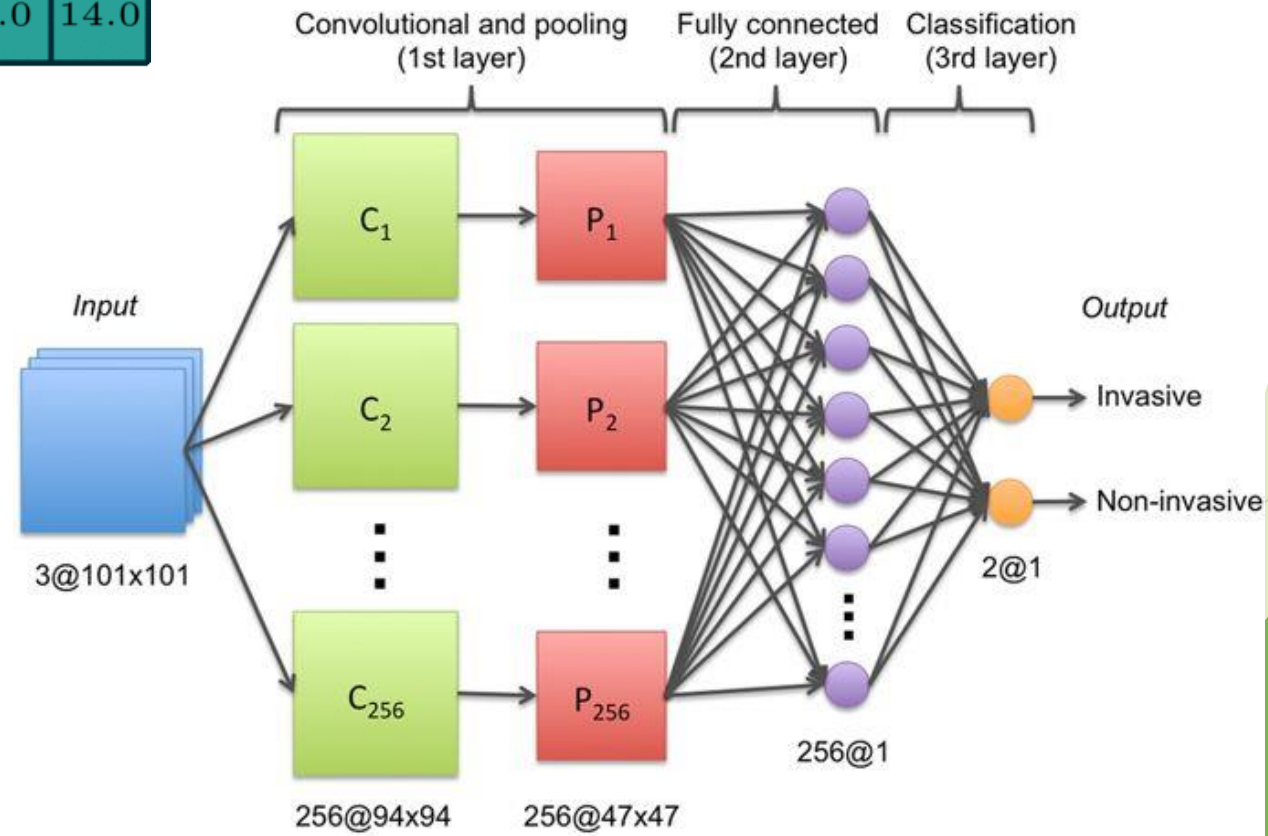 .0 14.0
Convolutional and pooling
(1st layer)
Fully connected
(2nd layer)
Classification
(3rd layer)
Input
C₁
P₁
C₂
P₂
C₂₅₆
P₂₅₆
3@101x101
256@94x94
256@47x47
256@1
2@1
Output
Invasive
Non-invasive